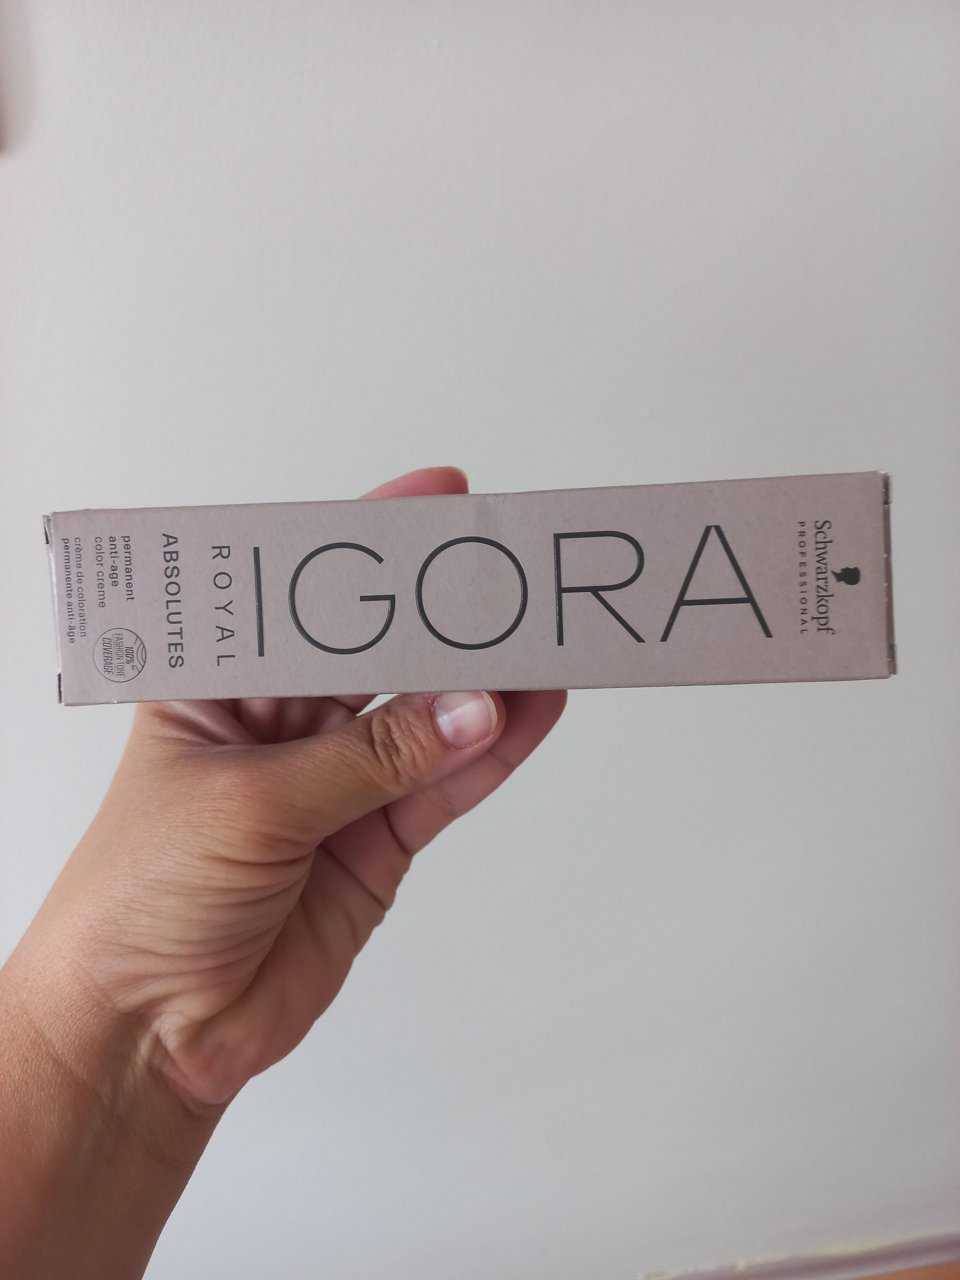 Schwarzkopf
PROFESSIONAL
IGORA
ROYAL
ABSOLUTES
permanent
anti-age
color creme
crème de coloration
permanente anti-âge
100%
FASHION TONE
COVERAGE